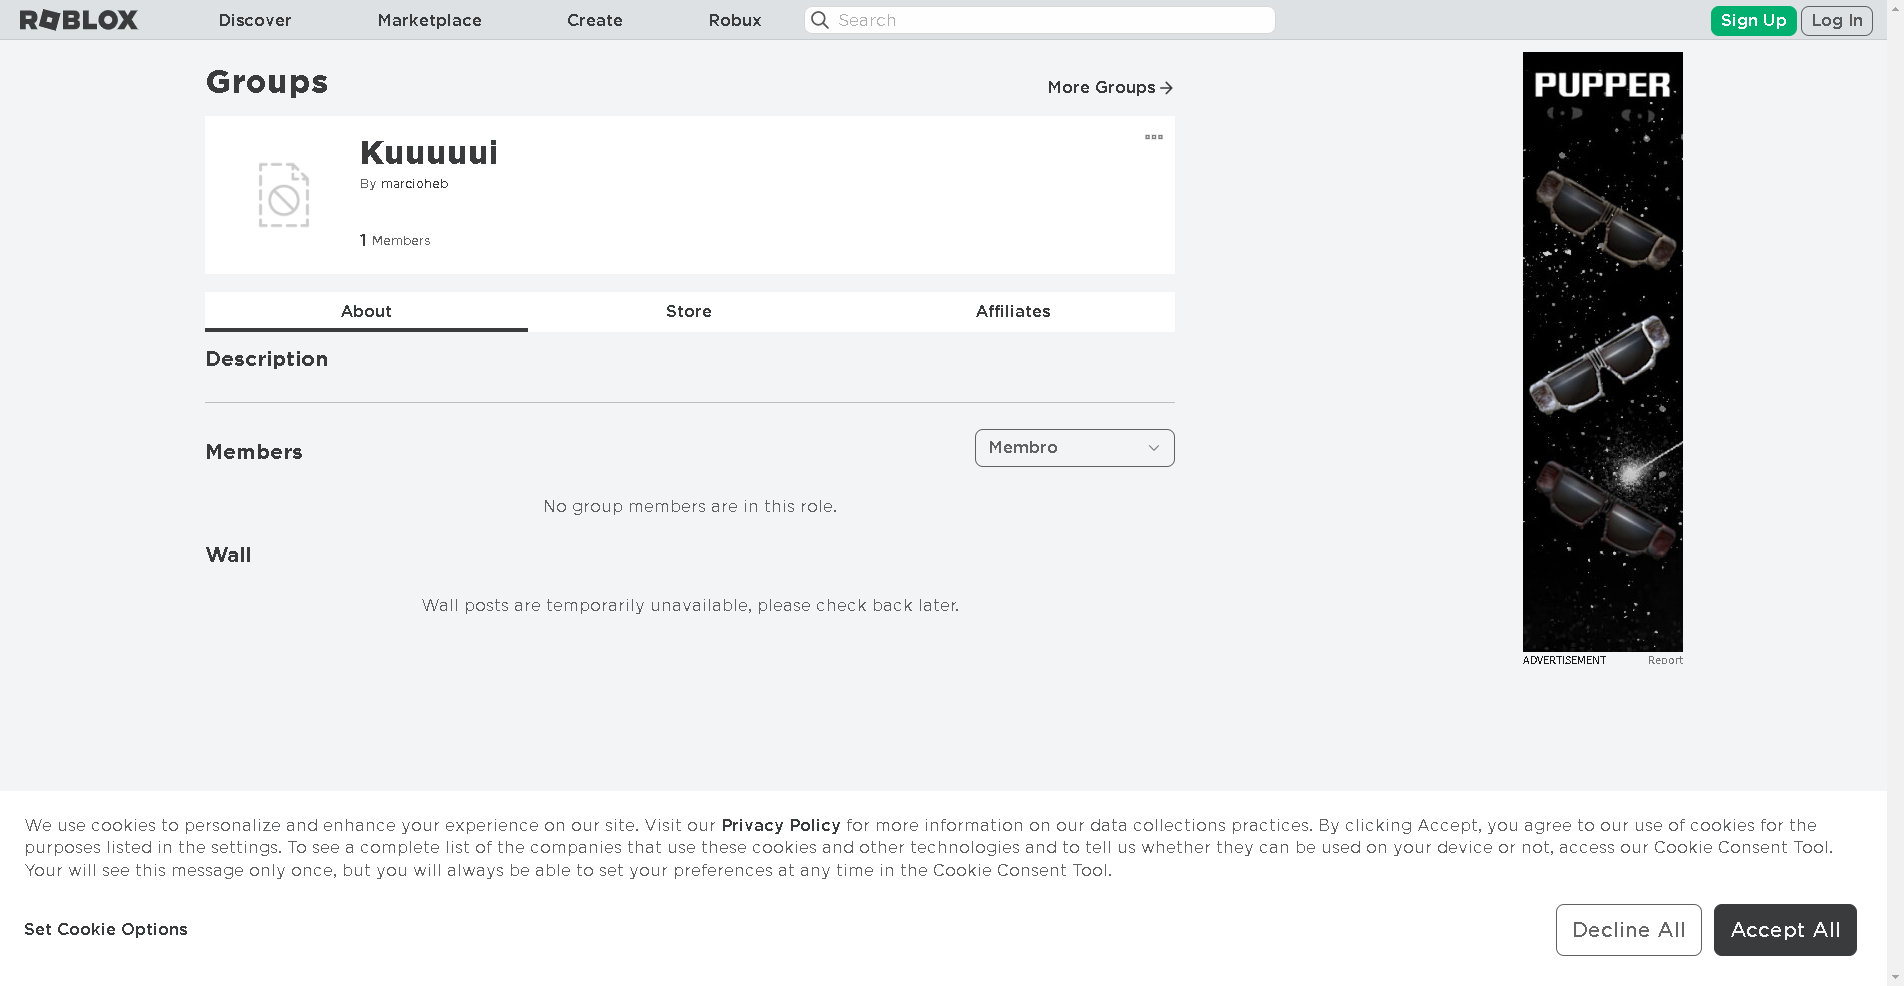 ROBLOX
Discover
Marketplace
Create
Robux
Search
Sign Up
Log In
Groups
More Groups
Kuuuuui
By marcioheb
1 Members
About
Store
Affiliates
Description
Members
Membro
No group members are in this role.
Wall
Wall posts are temporarily unavailable, please check back later.
PUPPER
ADVERTISEMENT
Report
We use cookies to personalize and enhance your experience on our site. Visit our Privacy Policy for more information on our data collections practices. By clicking Accept, you agree to our use of cookies for the
purposes listed in the settings. To see a complete list of the companies that use these cookies and other technologies and to tell us whether they can be used on your device or not, access our Cookie Consent Tool.
Your will see this message only once, but you will always be able to set your preferences at any time in the Cookie Consent Tool.
Set Cookie Options
Decline All
Accept All